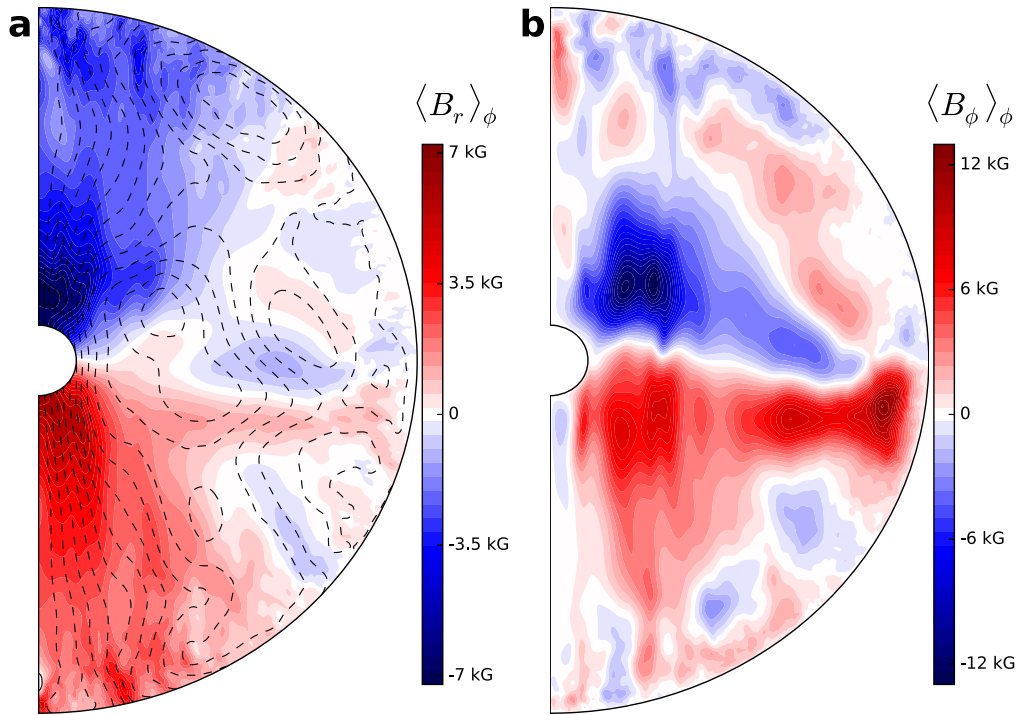 a
⟨B_r⟩_ϕ
7 kG
3.5 kG
0
-3.5 kG
-7 kG
b
⟨B_ϕ⟩_ϕ
12 kG
6 kG
0
-6 kG
-12 kG